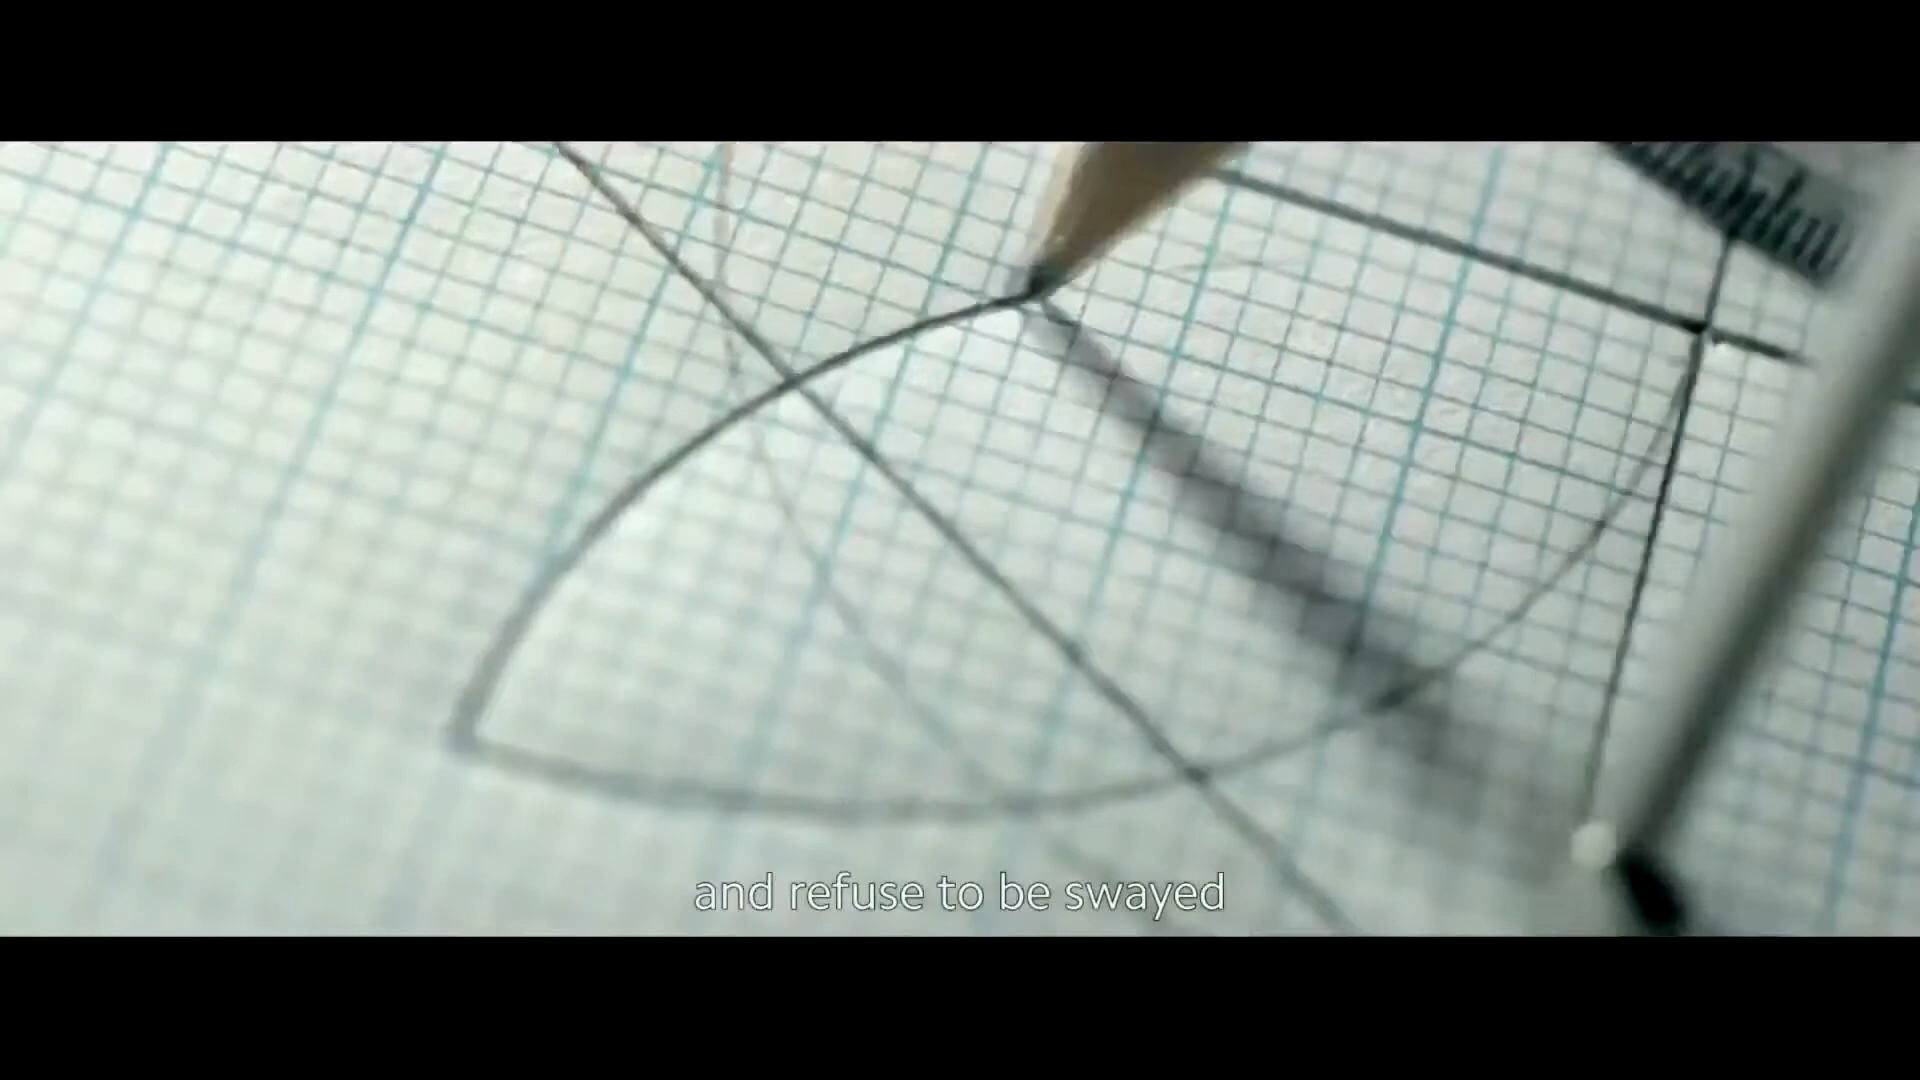 and refuse to be swayed